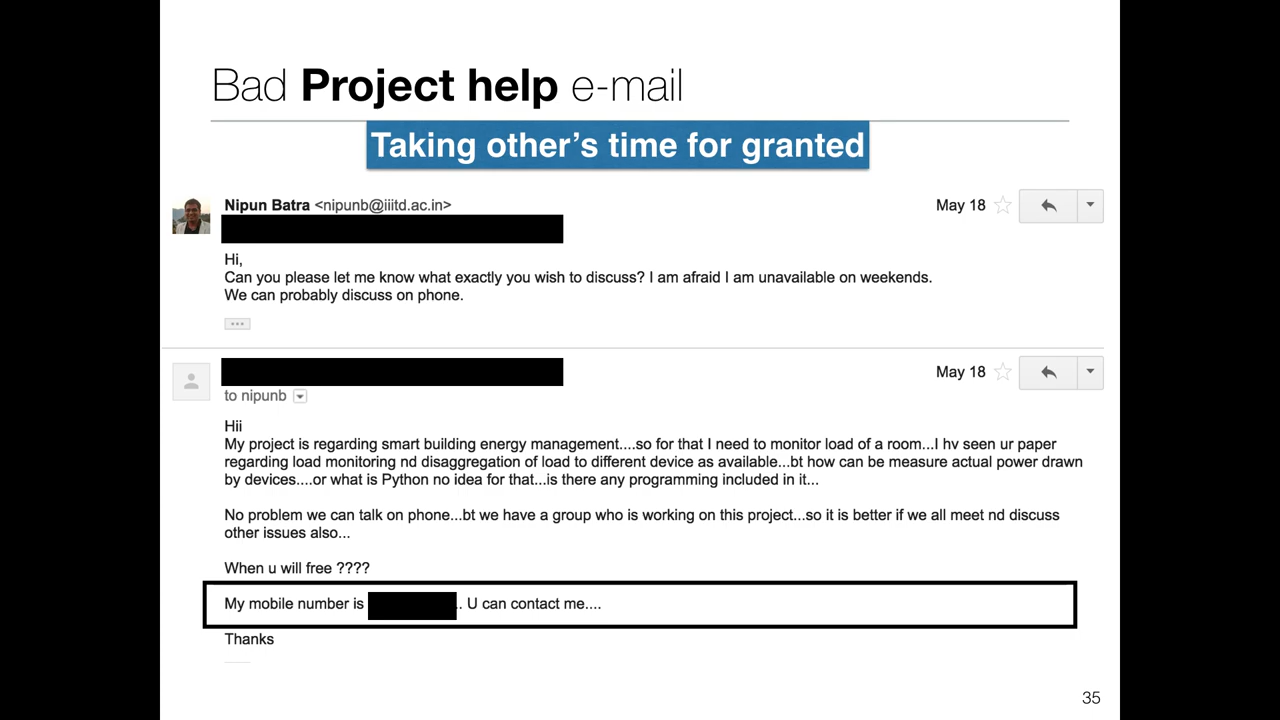 Bad Project help e-mail
Taking other's time for granted
Nipun Batra <nipunb@iiitd.ac.in>
May 18
Hi,
Can you please let me know what exactly you wish to discuss? I am afraid I am unavailable on weekends.
We can probably discuss on phone.
May 18
to nipunb
Hii
My project is regarding smart building energy management....so for that I need to monitor load of a room...I hv seen ur paper
regarding load monitoring nd disaggregation of load to different device as available...bt how can be measure actual power drawn
by devices....or what is Python no idea for that...is there any programming included in it...
No problem we can talk on phone...bt we have a group who is working on this project...so it is better if we all meet nd discuss
other issues also...
When u will free ????
My mobile number is .. U can contact me....
Thanks
35